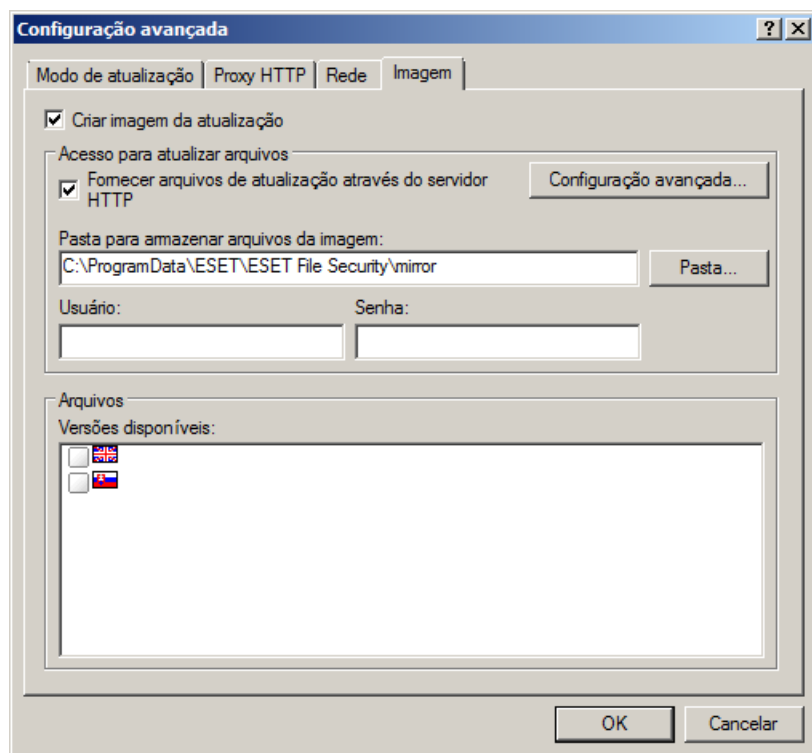 Configuração avançada
Modo de atualização
Proxy HTTP
Rede
Imagem
Criar imagem da atualização
Acesso para atualizar arquivos
Fornecer arquivos de atualização através do servidor
HTTP
Configuração avançada...
Pasta para armazenar arquivos da imagem:
C:\ProgramData\ESET\ESET File Security\mirror
Pasta...
Usuário:
Senha:
Arquivos
Versões disponíveis:
OK
Cancelar